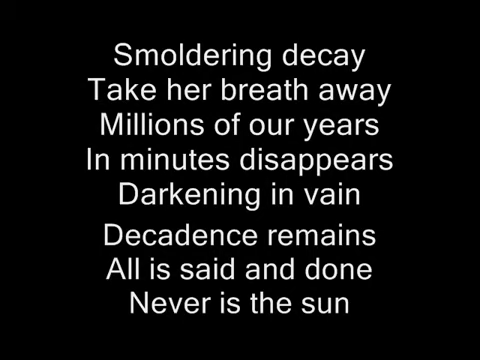 Smoldering decay
Take her breath away
Millions of our years
In minutes disappears
Darkening in vain
Decadence remains
All is said and done
Never is the sun